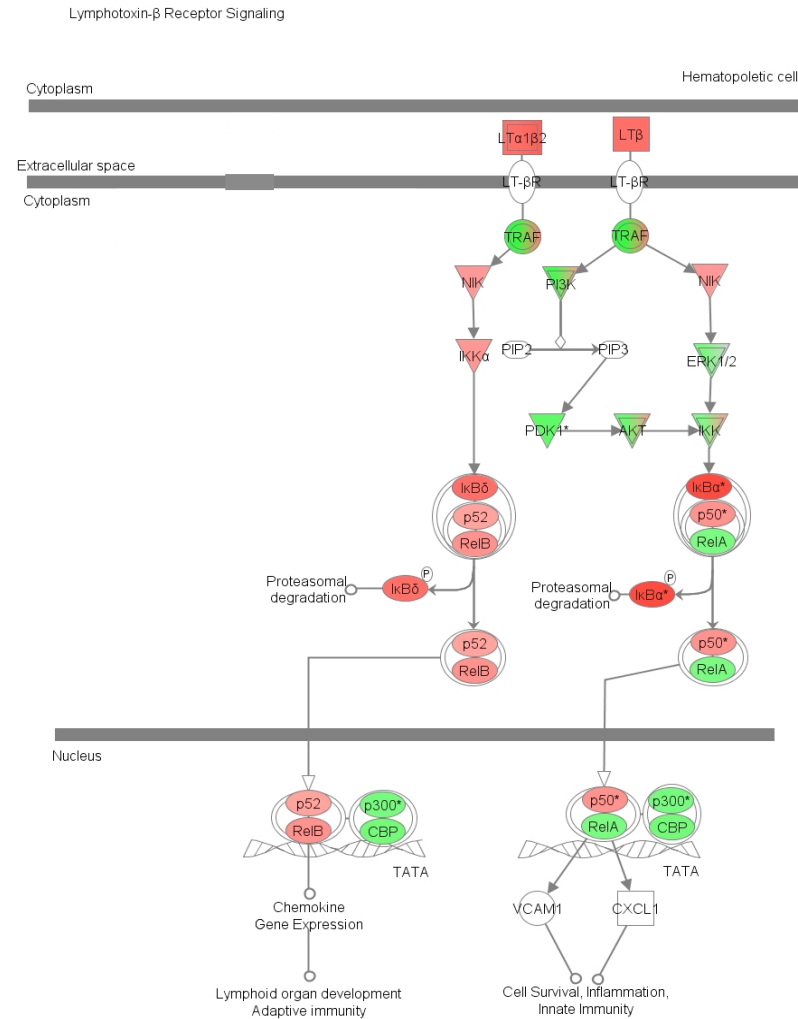 Lymphotoxin-β Receptor Signaling
Hematopoletic cell
Cytoplasm
LTα1β2
LTβ
Extracellular space
LT-βR
LT-βR
Cytoplasm
TRAF
TRAF
NIK
PI3K
NIK
IKKα
PIP2
PIP3
ERK1/2
PDK1*
AKT
IKK
IκBδ
p52
RelB
IκBα*
p50*
RelA
Proteasomal
degradation
P
IκBδ
Proteasomal
degradation
P
IκBα*
p52
RelB
p50*
RelA
Nucleus
p52
RelB
p300*
CBP
TATA
p50*
RelA
p300*
CBP
TATA
Chemokine
Gene Expression
VCAM1
CXCL1
Lymphoid organ development
Adaptive immunity
Cell Survival, Inflammation,
Innate Immunity